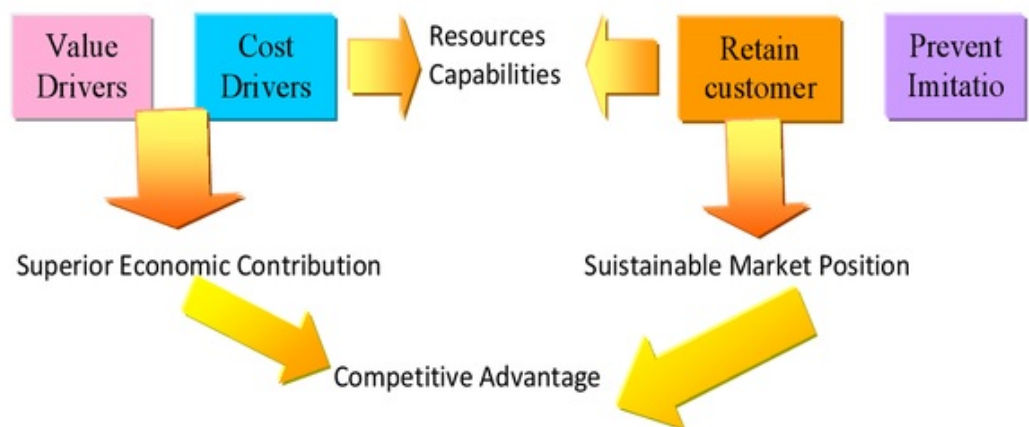 Value
Drivers
Cost
Drivers
Resources
Capabilities
Retain
customer
Prevent
Imitatio
Superior Economic Contribution
Suistainable Market Position
Competitive Advantage